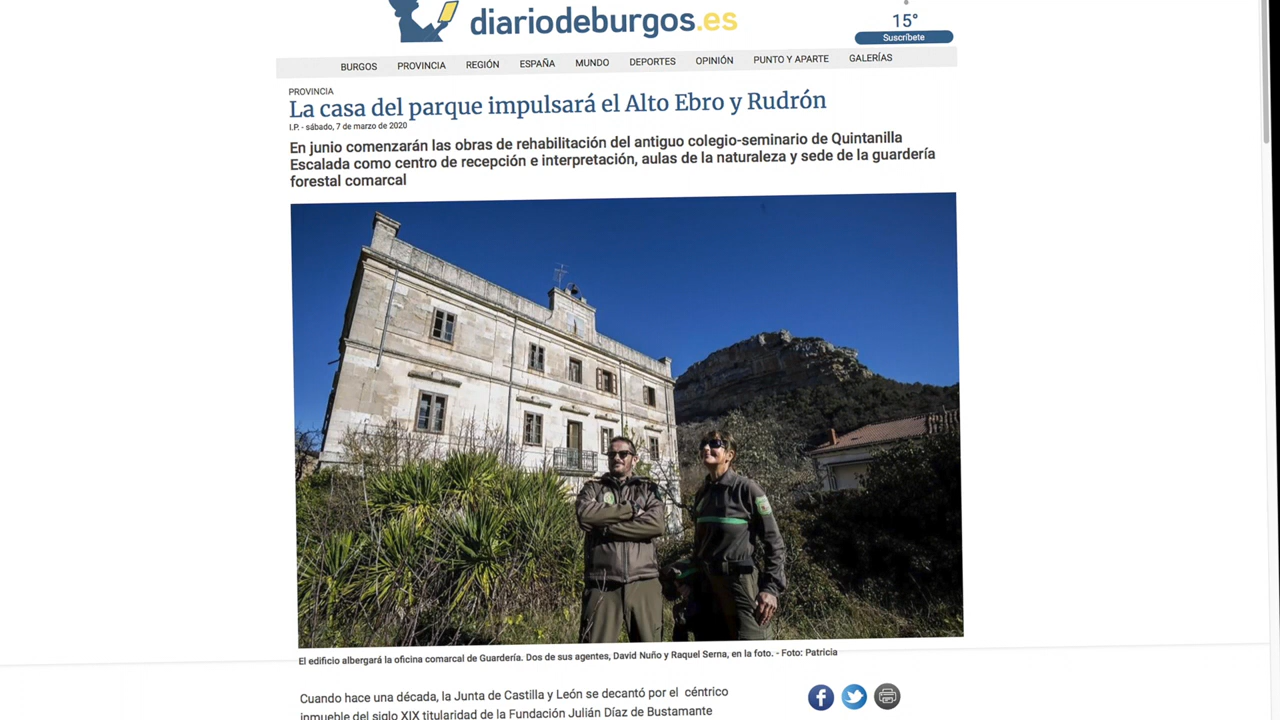 diariodeburgos.es
15°
Suscríbete
BURGOS PROVINCIA REGIÓN ESPAÑA MUNDO DEPORTES OPINIÓN PUNTO Y APARTE GALERÍAS
PROVINCIA
La casa del parque impulsará el Alto Ebro y Rudrón
I.P. - sábado, 7 de marzo de 2020
En junio comenzarán las obras de rehabilitación del antiguo colegio-seminario de Quintanilla
Escalada como centro de recepción e interpretación, aulas de la naturaleza y sede de la guardería
forestal comarcal
El edificio albergará la oficina comarcal de Guardería. Dos de sus agentes, David Nuño y Raquel Serna, en la foto. - Foto: Patricia
Cuando hace una década, la Junta de Castilla y León se decantó por el céntrico
inmueble del siglo XIX titularidad de la Fundación Julián Díaz de Bustamante